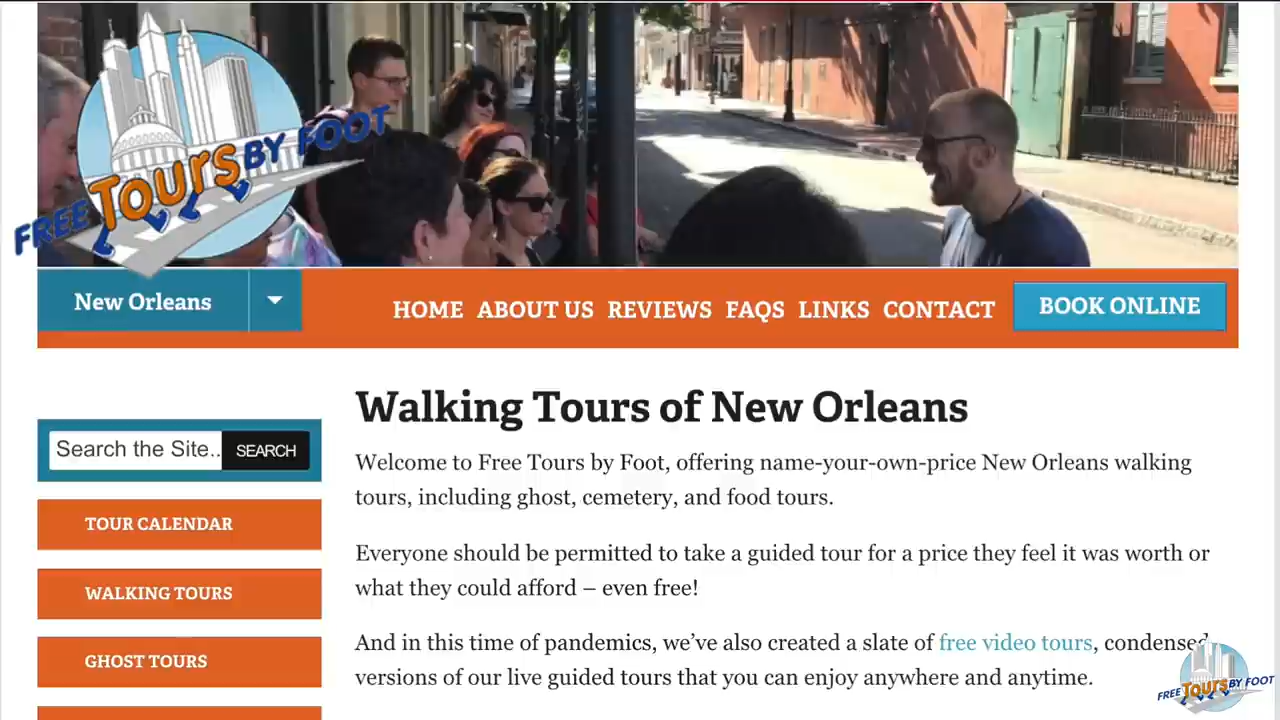 FREE TOURS BY FOOT
New Orleans
HOME ABOUT US REVIEWS FAQS LINKS CONTACT BOOK ONLINE
Search the Site.. SEARCH
TOUR CALENDAR
WALKING TOURS
GHOST TOURS
Walking Tours of New Orleans
Welcome to Free Tours by Foot, offering name-your-own-price New Orleans walking
tours, including ghost, cemetery, and food tours.
Everyone should be permitted to take a guided tour for a price they feel it was worth or
what they could afford – even free!
And in this time of pandemics, we’ve also created a slate of free video tours, condensed
versions of our live guided tours that you can enjoy anywhere and anytime.
FREE TOURS BY FOOT